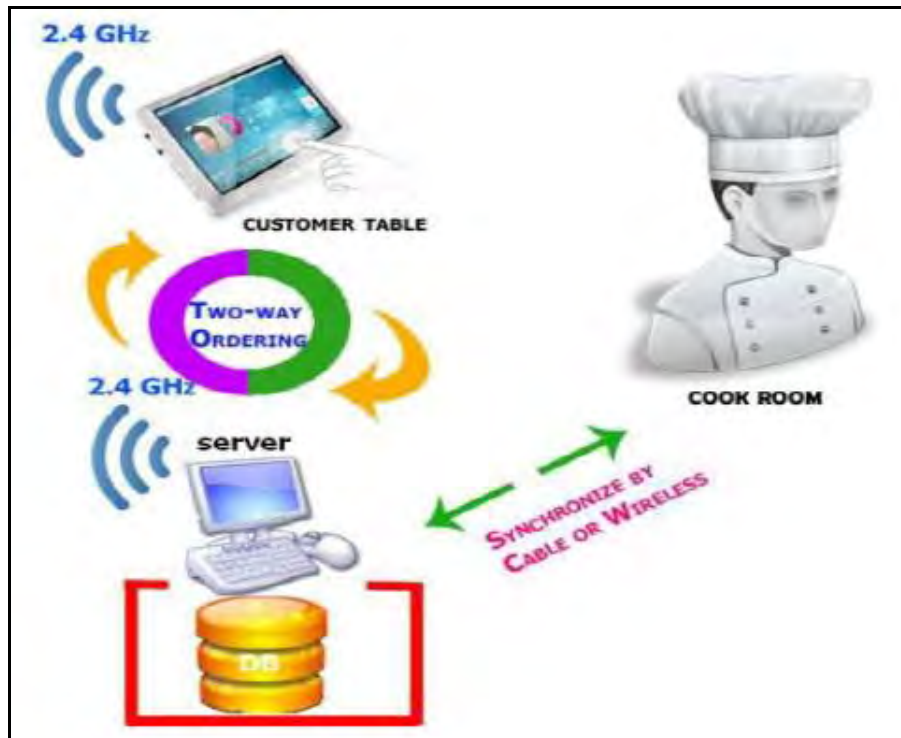 2.4 GHz
CUSTOMER TABLE
TWO-WAY
ORDERING
2.4 GHz
server
COOK ROOM
SYNCHRONIZE BY
CABLE OR WIRELESS
DB